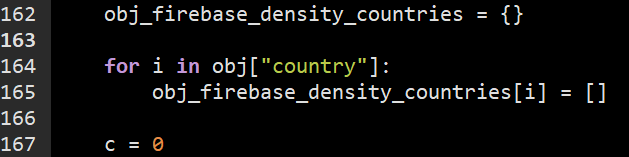 162 obj_firebase_density_countries = {}
163
164 for i in obj["country"]:
165 obj_firebase_density_countries[i] = []
166
167 c = 0